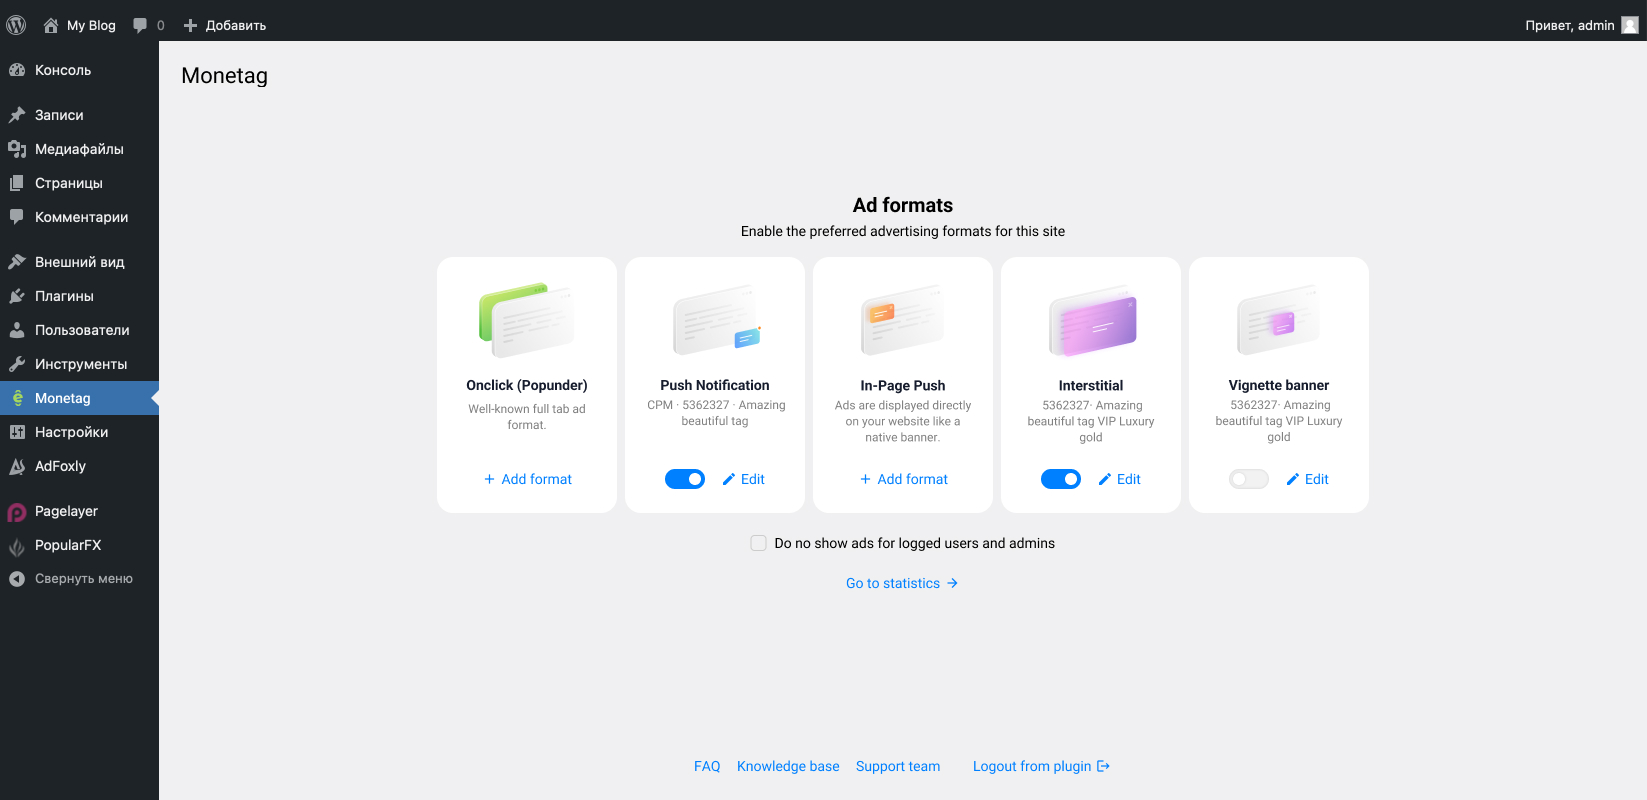 My Blog
0
Добавить
Привет, admin
Консоль
Записи
Медиафайлы
Страницы
Комментарии
Внешний вид
Плагины
Пользователи
Инструменты
Monetag
Настройки
AdFoxly
Pagelayer
PopularFX
Свернуть меню
Monetag
Ad formats
Enable the preferred advertising formats for this site
Onclick (Popunder)
Well-known full tab ad
format.
+ Add format
Push Notification
CPM · 5362327 · Amazing
beautiful tag
Edit
In-Page Push
Ads are displayed directly
on your website like a
native banner.
+ Add format
Interstitial
5362327· Amazing
beautiful tag VIP Luxury
gold
Edit
Vignette banner
5362327· Amazing
beautiful tag VIP Luxury
gold
Edit
Do no show ads for logged users and admins
Go to statistics →
FAQ
Knowledge base
Support team
Logout from plugin